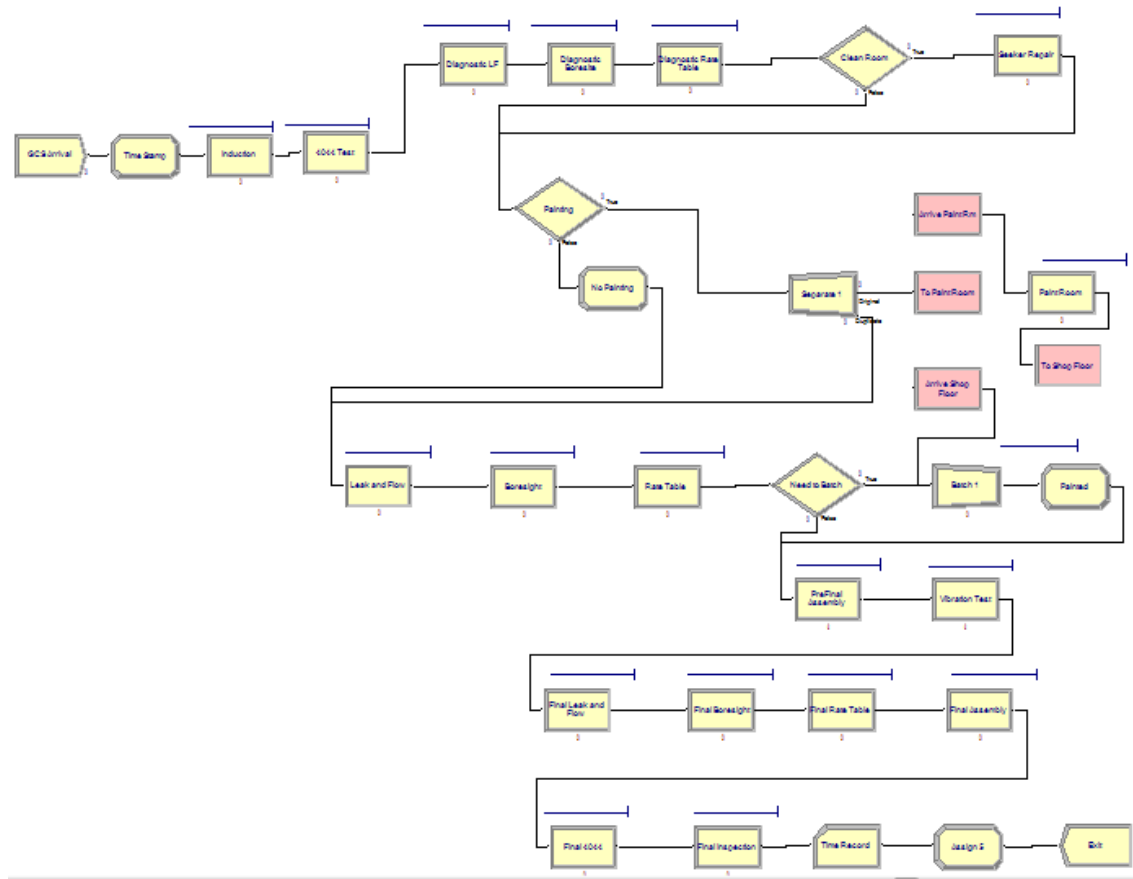 Diagnostic LF
Diagnostic
Boresite
Diagnostic Rate
Table
Clean Room
True
False
Seeker Repair
GCS Arrival
Time Stamp
Induction
4044 Test
Painting
True
False
No Painting
Separate 1
Original
Duplicate
Arrive Paint Rm
To Paint Room
Paint Room
To Shop Floor
Arrive Shop
Floor
Leak and Flow
Boresight
Rate Table
Need to Batch
True
False
Batch 1
Painted
PreFinal
Assembly
Vibration Test
Final Leak and
Flow
Final Boresight
Final Rate Table
Final Assembly
Final 4044
Final Inspection
Time Record
Assign 5
Exit